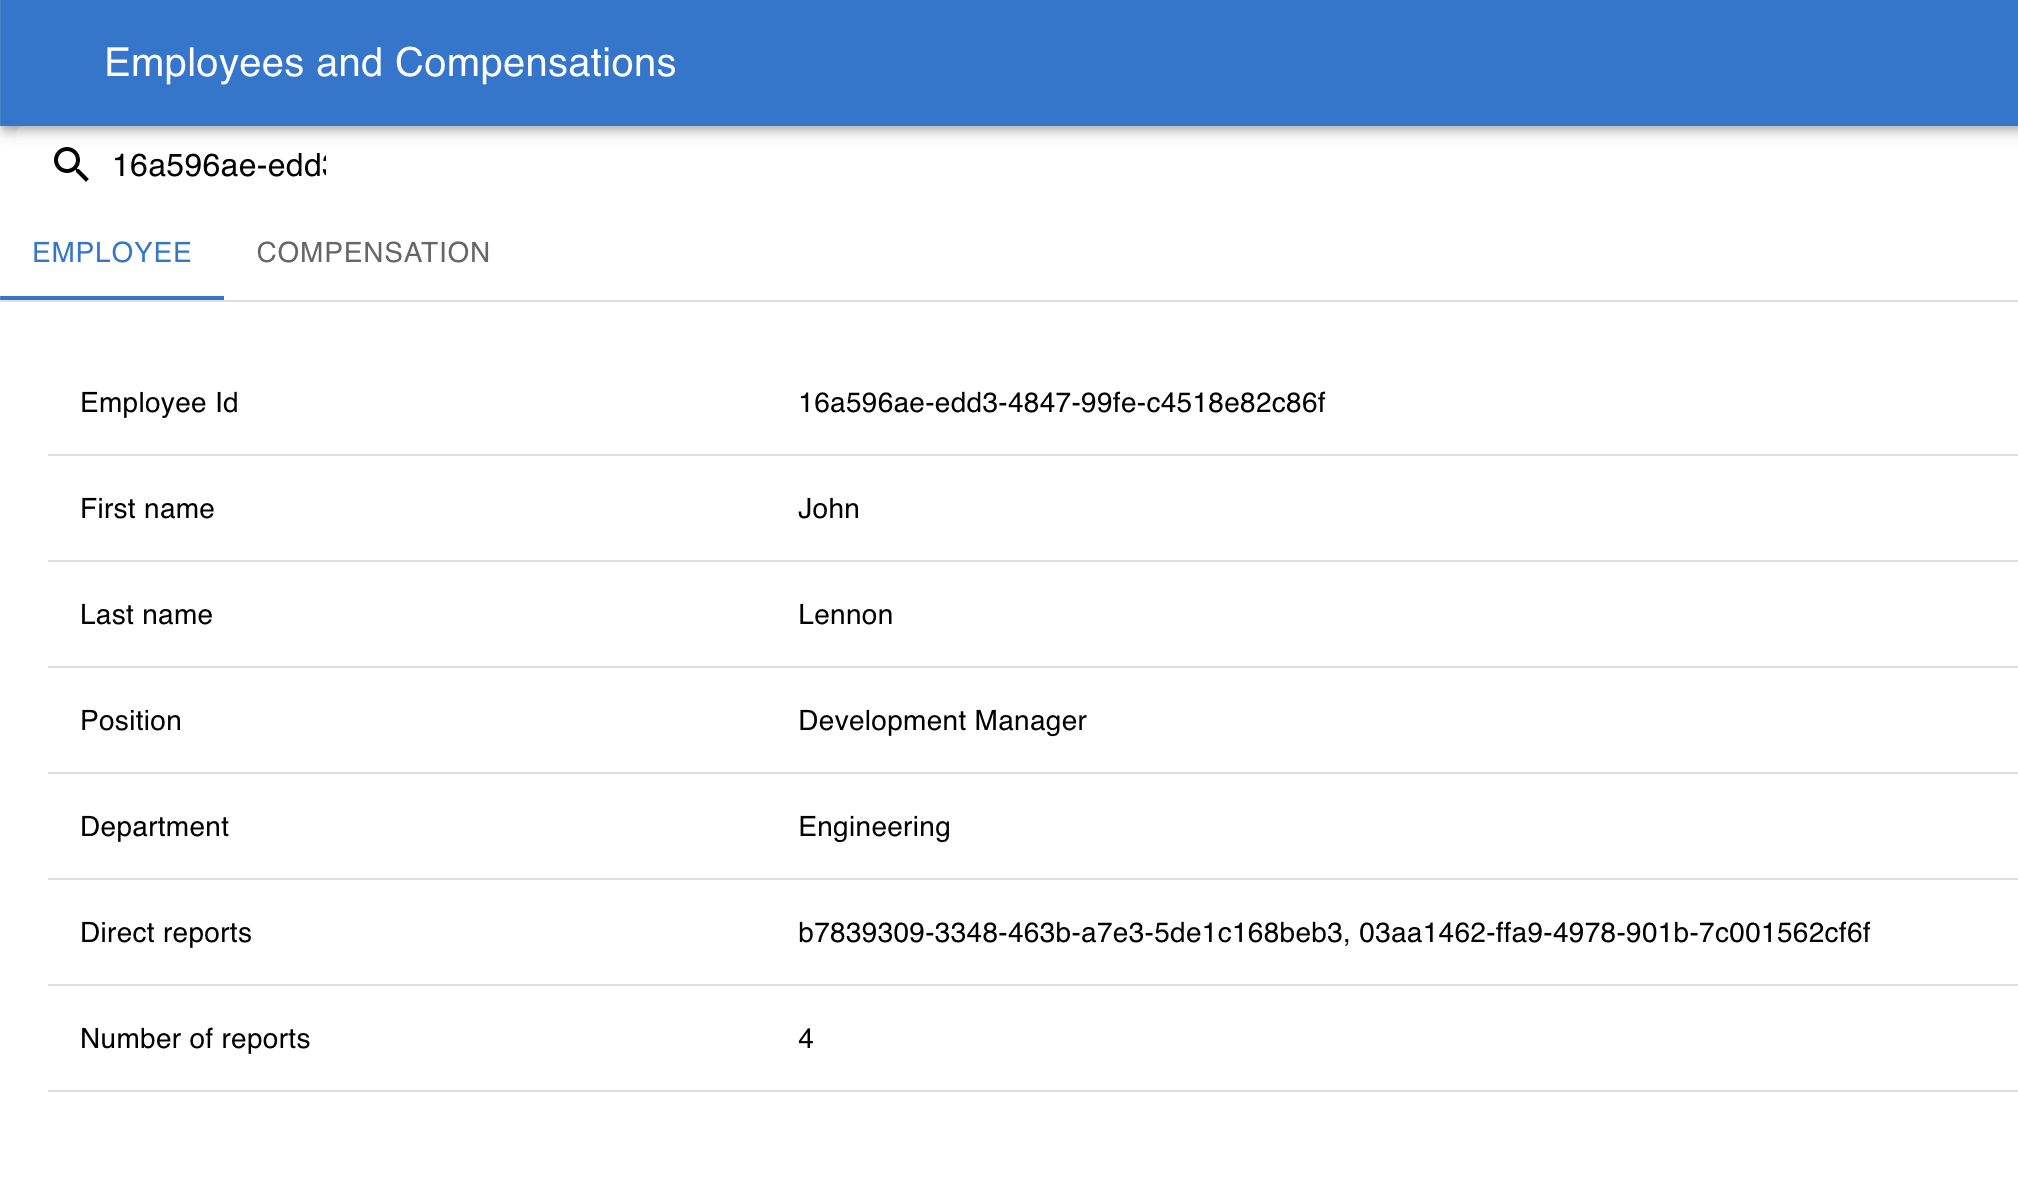 Employees and Compensations
16a596ae-edd3
EMPLOYEE COMPENSATION
Employee Id 16a596ae-edd3-4847-99fe-c4518e82c86f
First name John
Last name Lennon
Position Development Manager
Department Engineering
Direct reports b7839309-3348-463b-a7e3-5de1c168beb3, 03aa1462-ffa9-4978-901b-7c001562cf6f
Number of reports 4